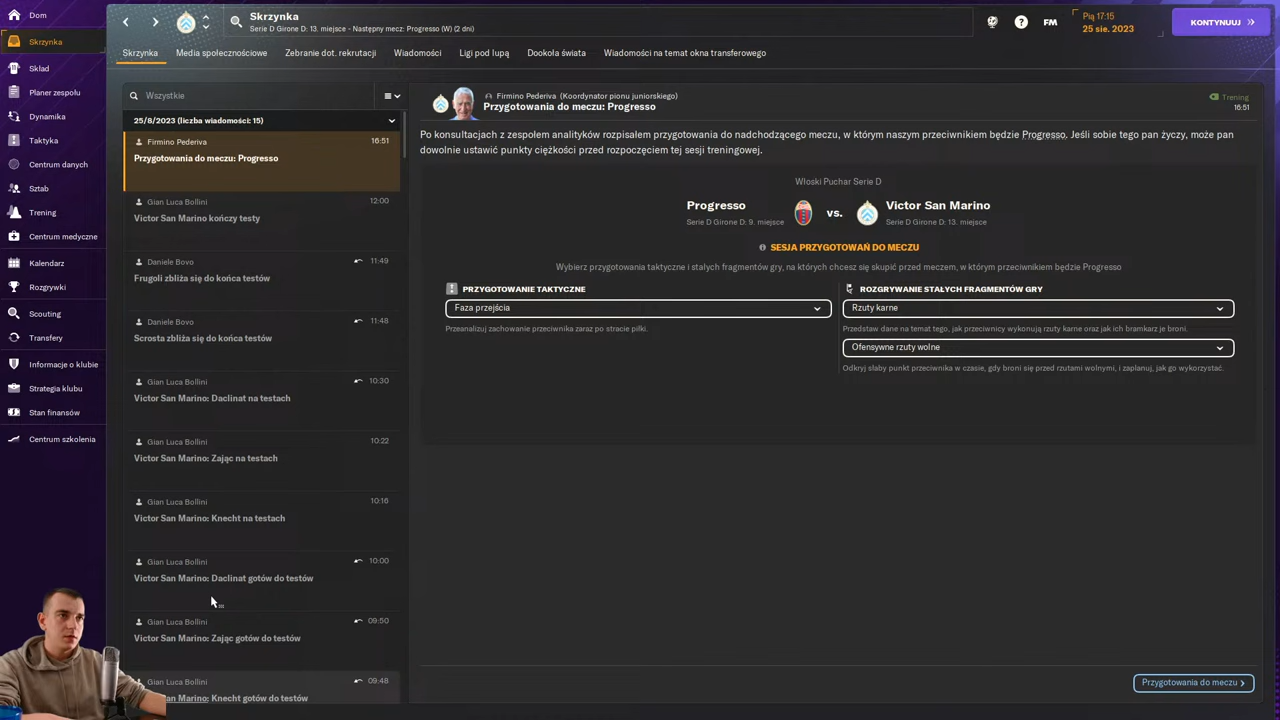 Dom
Skrzynka
Skład
Planer zespołu
Dynamika
Taktyka
Centrum danych
Sztab
Trening
Centrum medyczne
Kalendarz
Rozgrywki
Scouting
Transfery
Informacje o klubie
Strategia klubu
Stan finansów
Centrum szkolenia
Skrzynka
Serie D Girone D: 13. miejsce - Następny mecz: Progresso (W) (2 dni)
FM
Pią 17:15
25 sie. 2023
KONTYNUUJ
Skrzynka
Media społecznościowe
Zebranie dot. rekrutacji
Wiadomości
Ligi pod lupą
Dookoła świata
Wiadomości na temat okna transferowego
Wszystkie
25/8/2023 (liczba wiadomości: 15)
Firmino Pederiva 16:51
Przygotowania do meczu: Progresso
Gian Luca Bollini 12:00
Victor San Marino kończy testy
Daniele Bovo 11:49
Frugoli zbliża się do końca testów
Daniele Bovo 11:48
Scrosta zbliża się do końca testów
Gian Luca Bollini 10:30
Victor San Marino: Daclinat na testach
Gian Luca Bollini 10:22
Victor San Marino: Zając na testach
Gian Luca Bollini 10:16
Victor San Marino: Knecht na testach
Gian Luca Bollini 10:00
Victor San Marino: Daclinat gotów do testów
Gian Luca Bollini 09:50
Victor San Marino: Zając gotów do testów
Gian Luca Bollini 09:48
San Marino: Knecht gotów do testów
Firmino Pederiva (Koordynator pionu juniorskiego)
Przygotowania do meczu: Progresso
Trening
16:51
Po konsultacjach z zespołem analityków rozpisałem przygotowania do nadchodzącego meczu, w którym naszym przeciwnikiem będzie Progresso. Jeśli sobie tego pan życzy, może pan
dowolnie ustawić punkty ciężkości przed rozpoczęciem tej sesji treningowej.
Włoski Puchar Serie D
Progresso vs. Victor San Marino
Serie D Girone D: 9. miejsce Serie D Girone D: 13. miejsce
SESJA PRZYGOTOWAŃ DO MECZU
Wybierz przygotowania taktyczne i stałych fragmentów gry, na których chcesz się skupić przed meczem, w którym przeciwnikiem będzie Progresso
PRZYGOTOWANIE TAKTYCZNE
Faza przejścia
Przeanalizuj zachowanie przeciwnika zaraz po stracie piłki.
ROZGRYWANIE STAŁYCH FRAGMENTÓW GRY
Rzuty karne
Przedstaw dane na temat tego, jak przeciwnicy wykonują rzuty karne oraz jak ich bramkarz je broni.
Ofensywne rzuty wolne
Odkryj słaby punkt przeciwnika w czasie, gdy broni się przed rzutami wolnymi, i zaplanuj, jak go wykorzystać.
Przygotowania do meczu